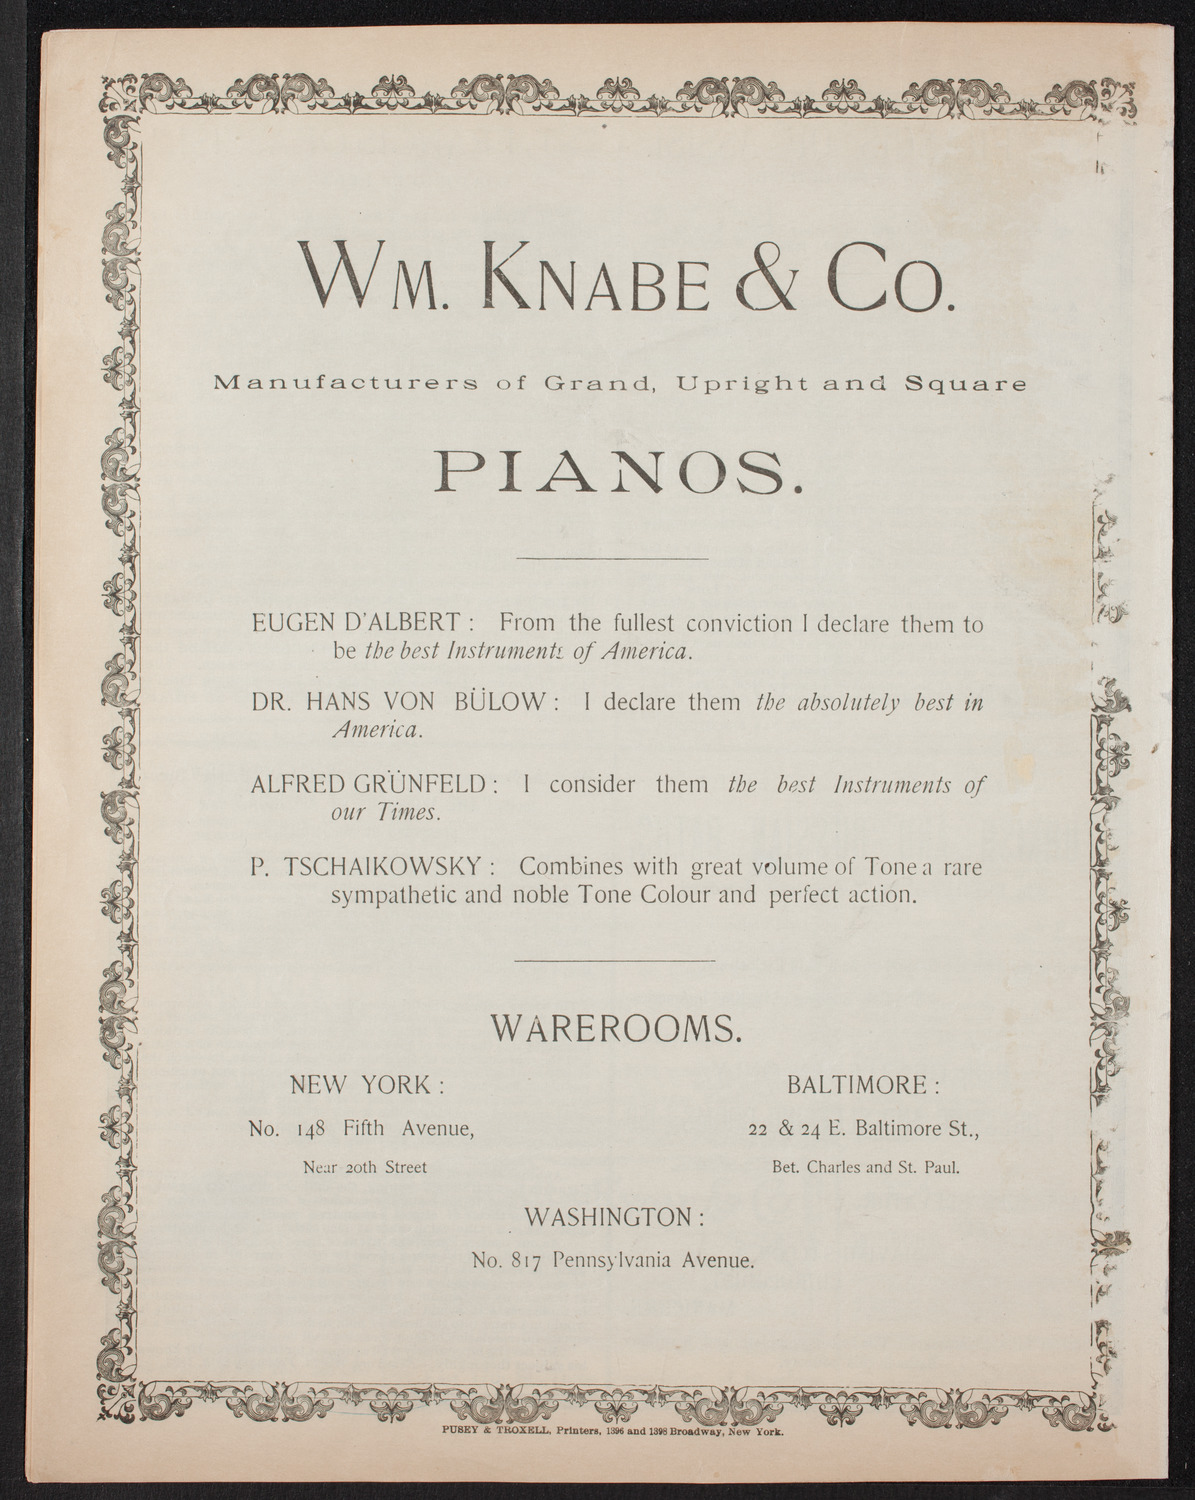 WM. KNABE & CO.
Manufacturers of Grand, Upright and Square
PIANOS.
EUGEN D'ALBERT : From the fullest conviction I declare them to
be the best Instruments of America.
DR. HANS VON BÜLOW : I declare them the absolutely best in
America.
ALFRED GRÜNFELD : I consider them the best Instruments of
our Times.
P. TSCHAIKOWSKY : Combines with great volume of Tone a rare
sympathetic and noble Tone Colour and perfect action.
WAREROOMS.
NEW YORK :
No. 148 Fifth Avenue,
Near 20th Street
BALTIMORE :
22 & 24 E. Baltimore St.,
Bet. Charles and St. Paul.
WASHINGTON :
No. 817 Pennsylvania Avenue.
PUSEY & TROXELL, Printers, 1396 and 1398 Broadway, New York.